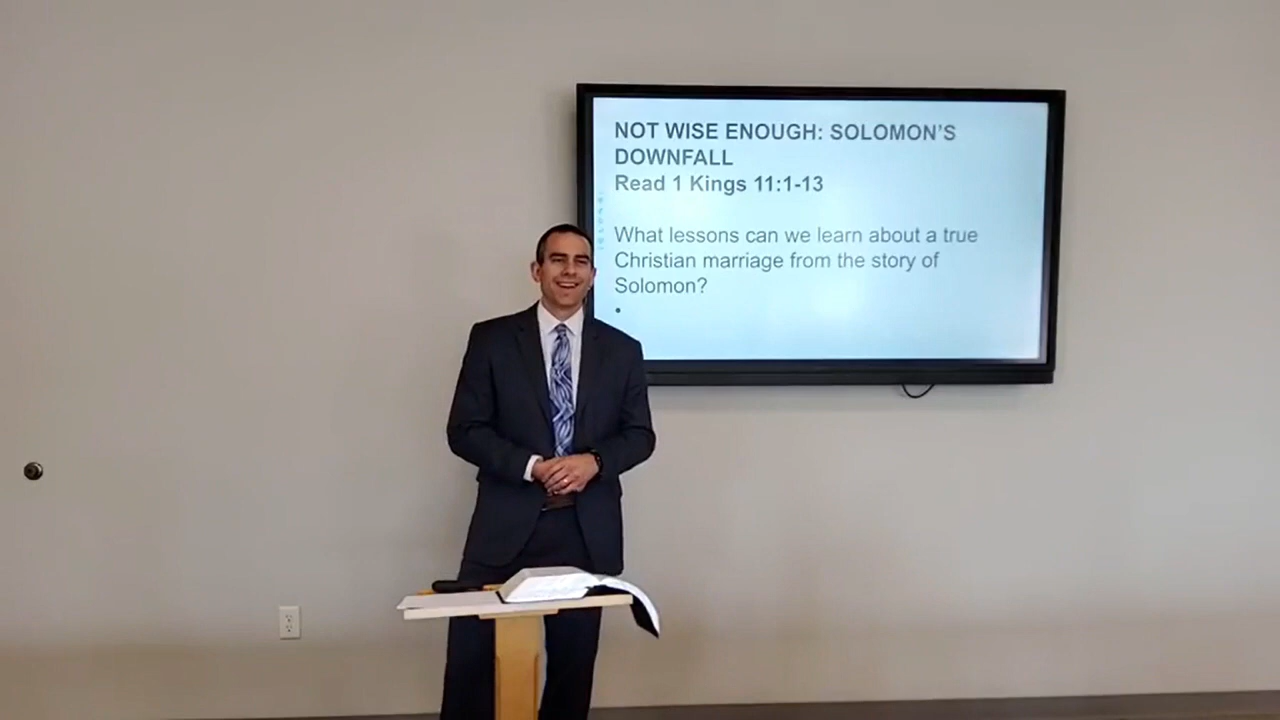 NOT WISE ENOUGH: SOLOMON'S
DOWNFALL
Read 1 Kings 11:1-13
What lessons can we learn about a true
Christian marriage from the story of
Solomon?
•